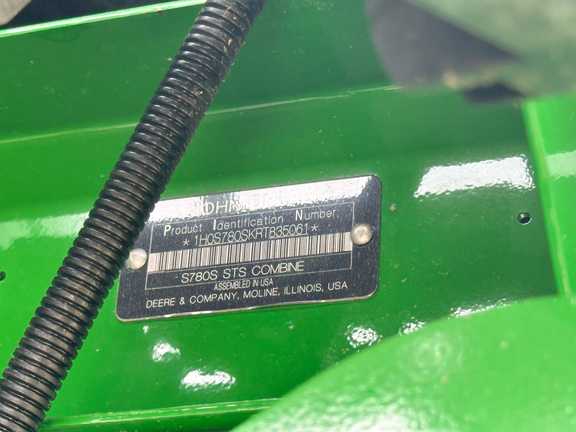 Product Identification Number
*1H0S780SKRT835061*
S780S STS COMBINE
ASSEMBLED IN USA
DEERE & COMPANY, MOLINE, ILLINOIS, USA